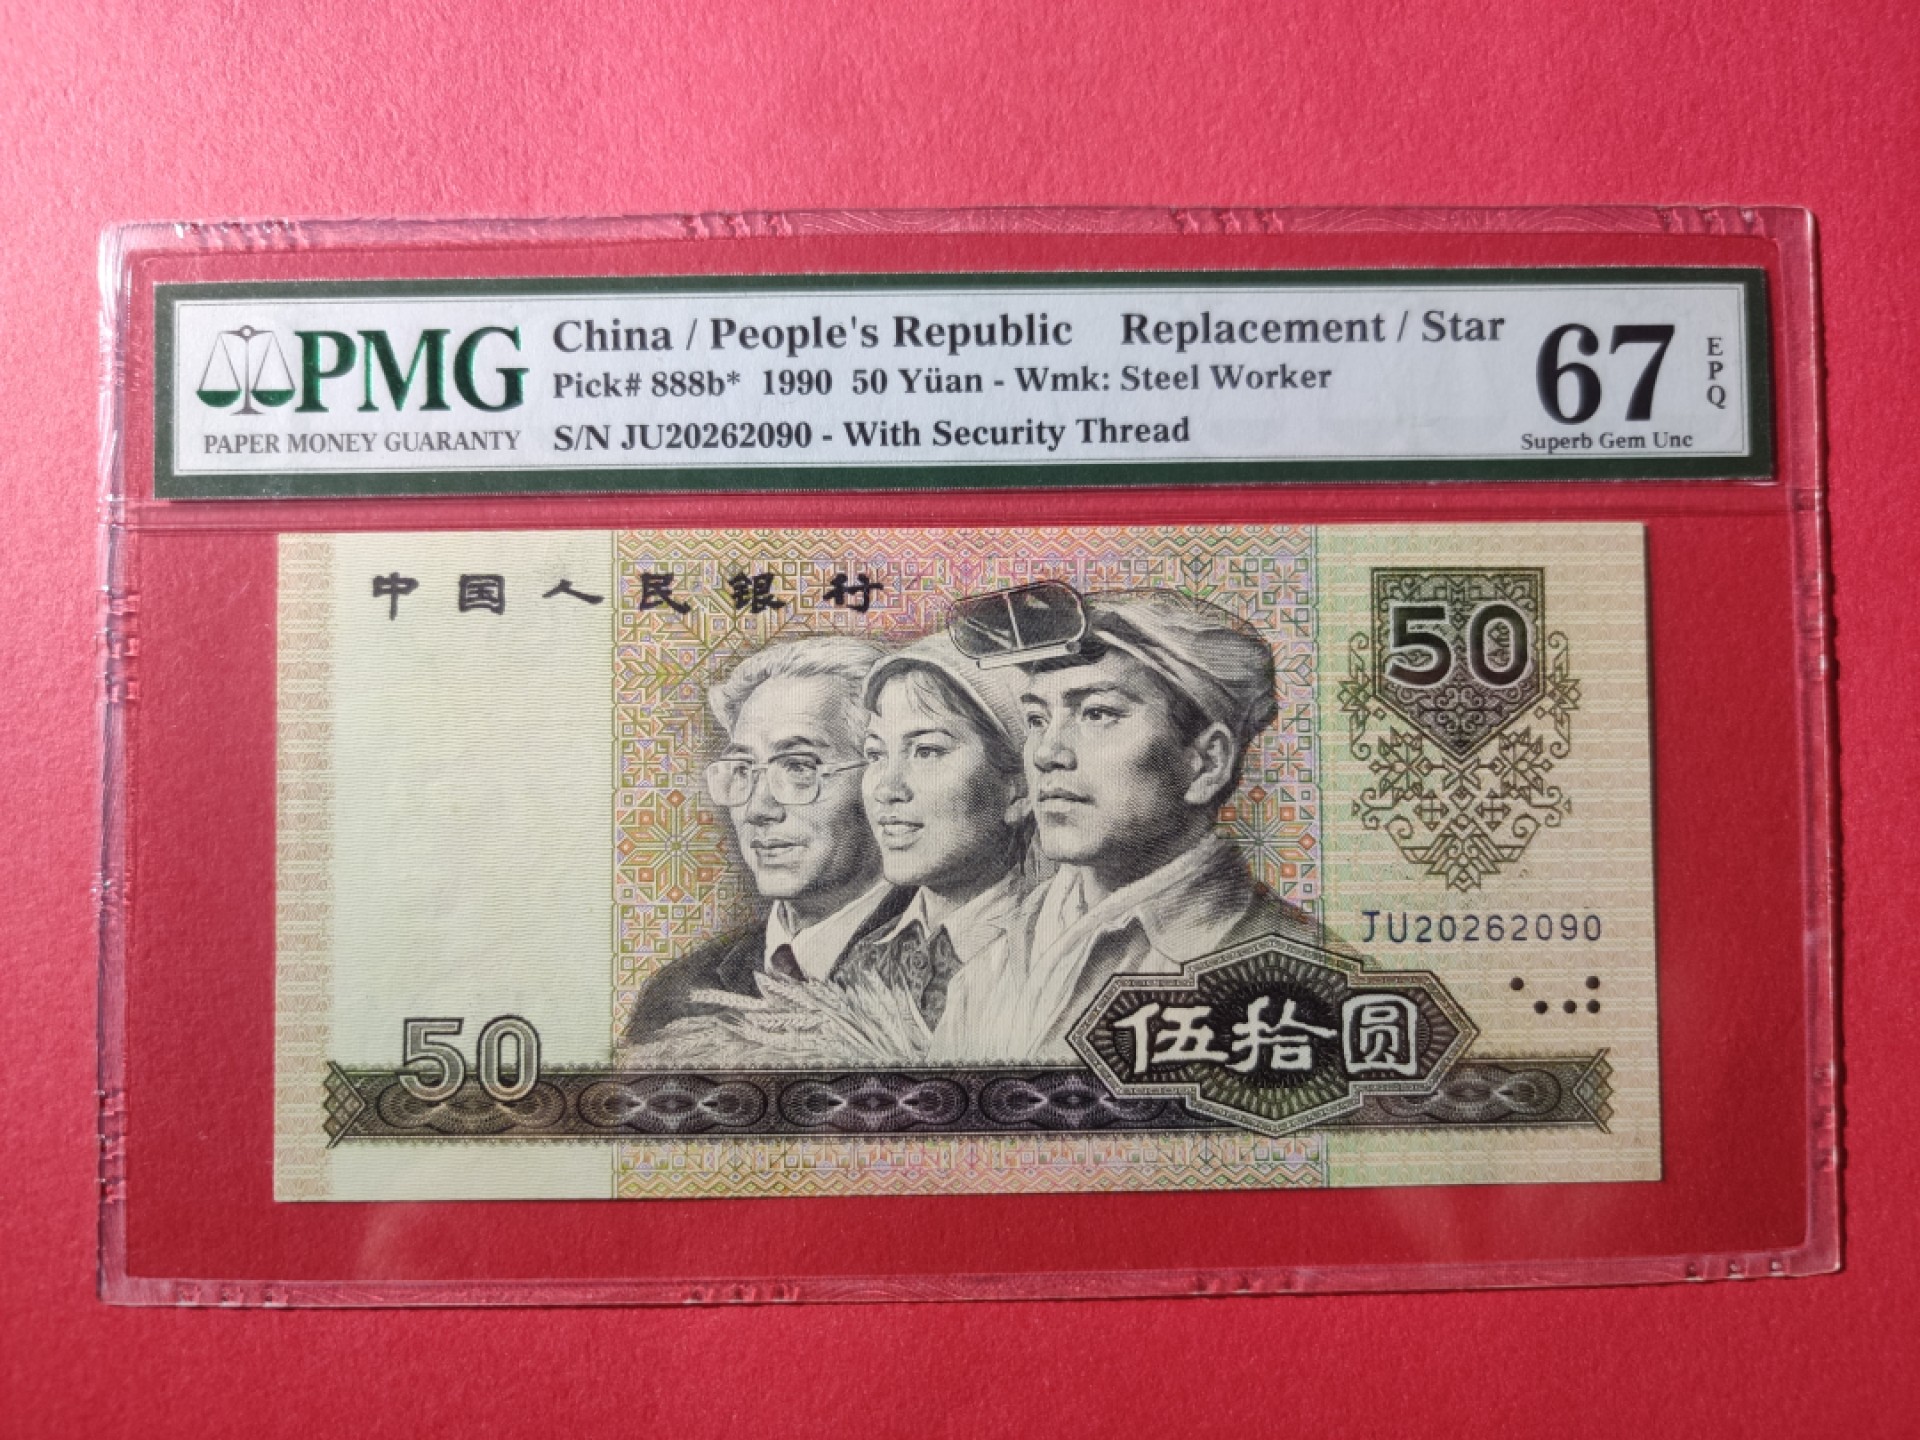 PMG
PAPER MONEY GUARANTY
China / People's Republic Replacement / Star
Pick# 888b* 1990 50 Yüan - Wmk: Steel Worker
S/N JU20262090 - With Security Thread
67
EPQ
Superb Gem Unc
中国人民银行
50
JU20262090
50
伍拾圆